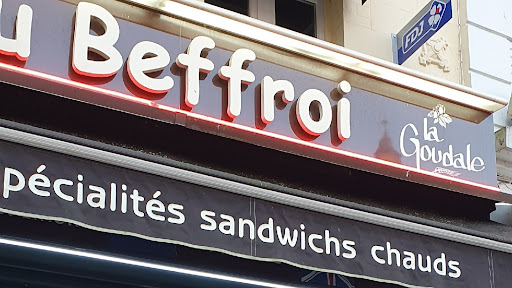 u Beffroi
FDJ
la
Goudale
pécialités sandwichs chauds